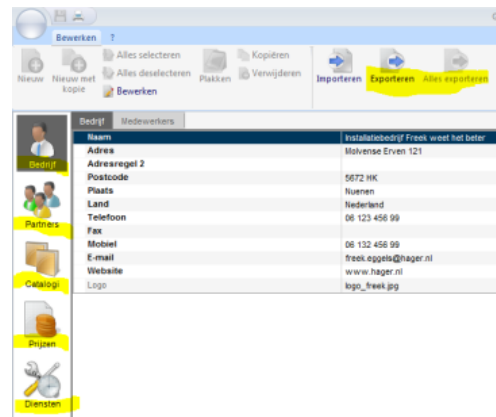 Bewerken ?
Nieuw
Nieuw met kopie
Alles selecteren
Alles deselecteren
Bewerken
Plakken
Kopiëren
Verwijderen
Importeren
Exporteren
Alles exporteren
Bedrijf
Partners
Catalogi
Prijzen
Diensten
Bedrijf Medewerkers
Naam Installatiebedrijf Freek weet het beter
Adres Molvense Erven 121
Adresregel 2
Postcode 5672 HK
Plaats Nuenen
Land Nederland
Telefoon 06 123 456 99
Fax
Mobiel 06 132 456 99
E-mail freek.eggels@hager.nl
Website www.hager.nl
Logo logo_freek.jpg